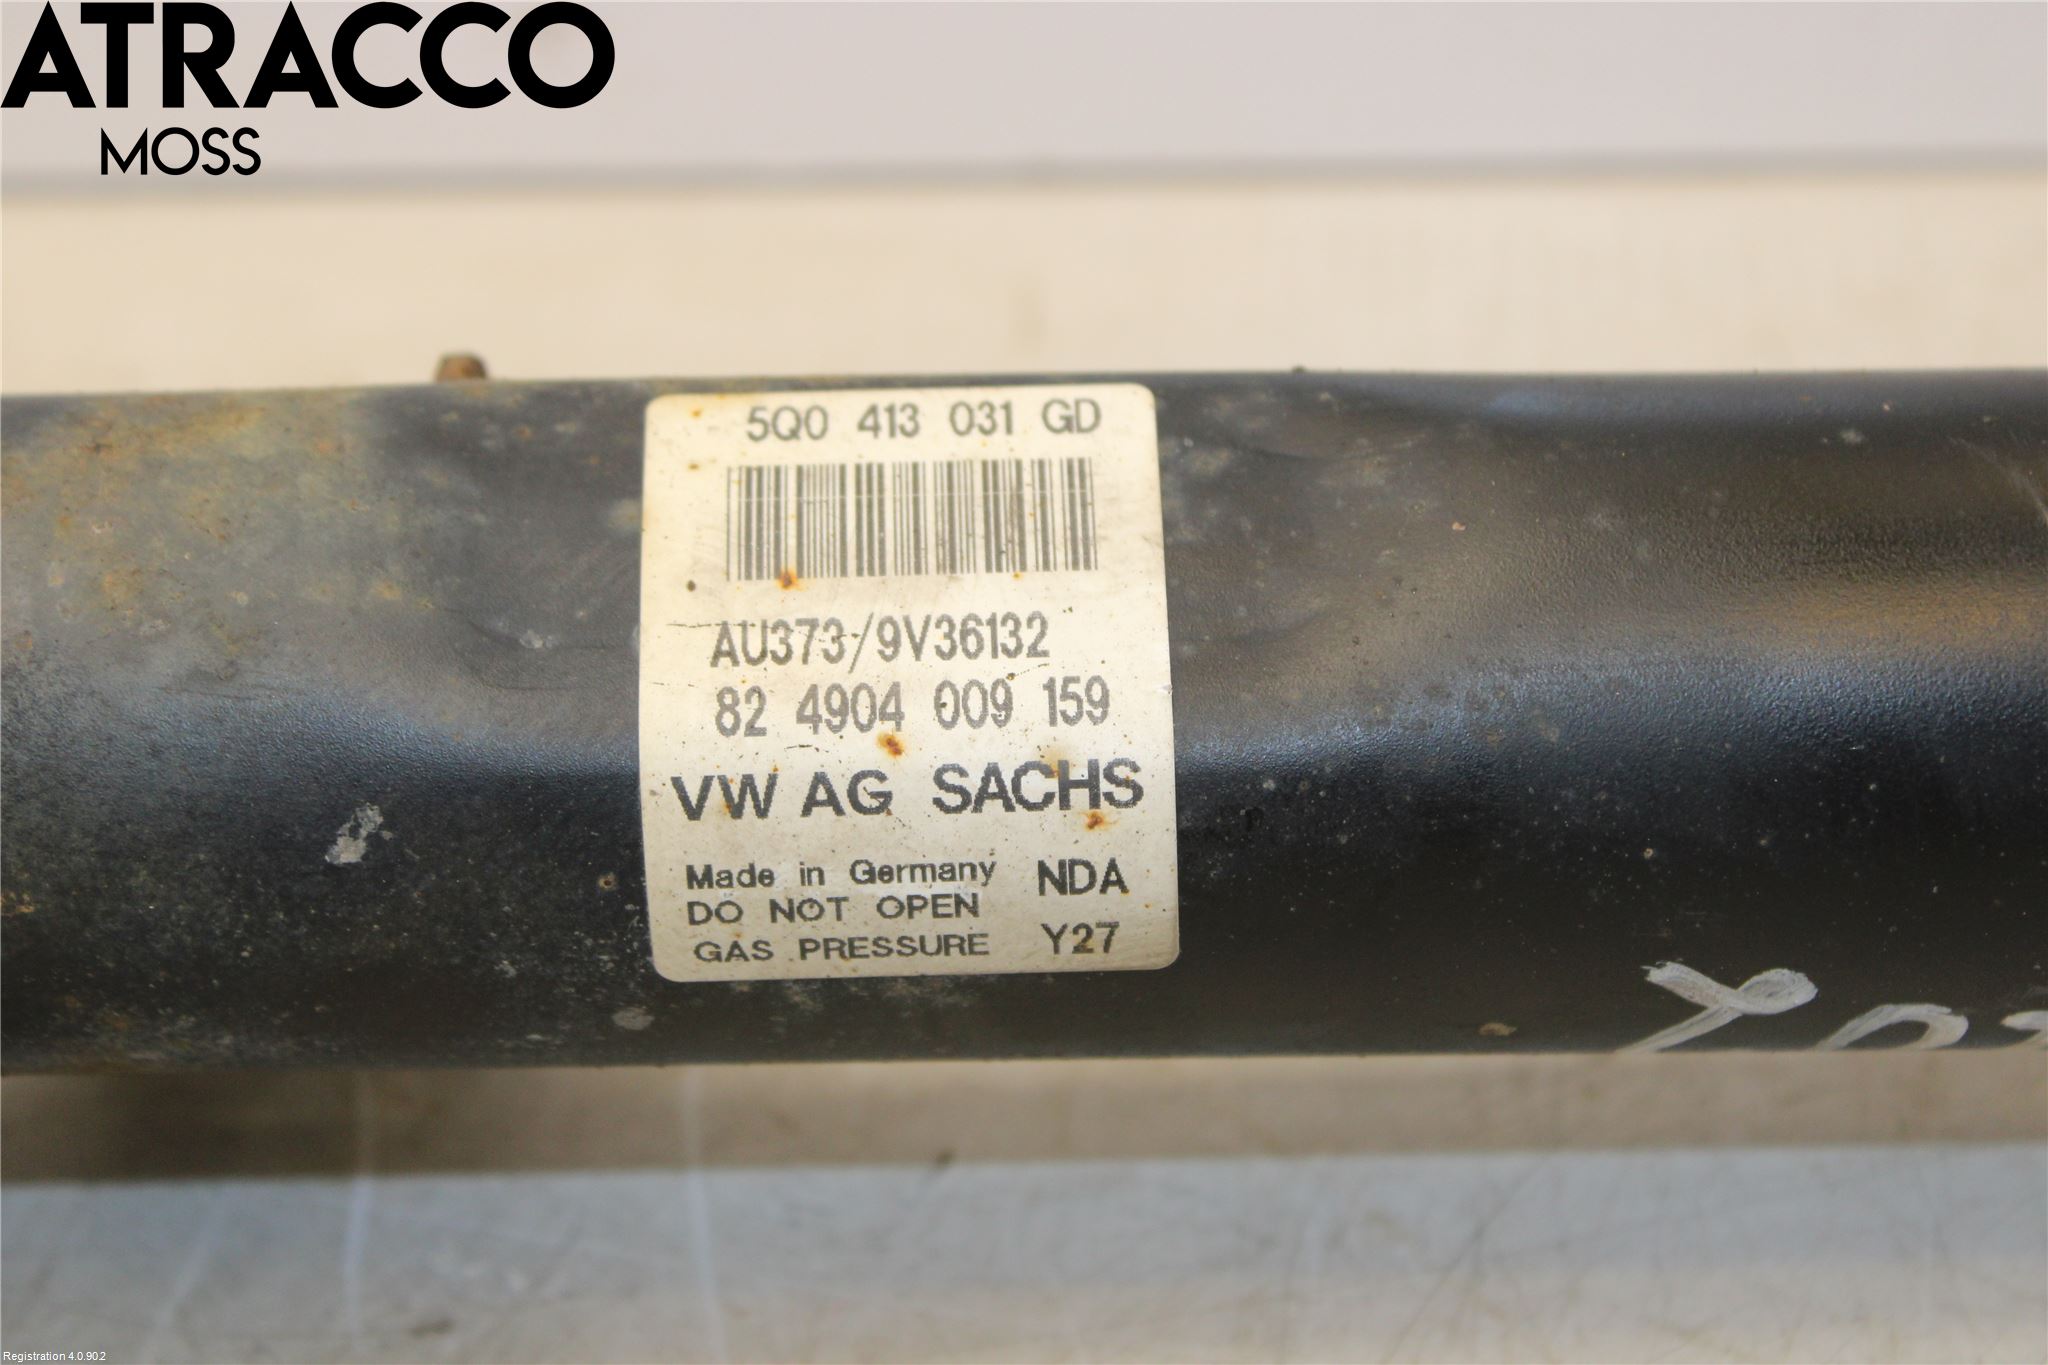 ATRACCO
MOSS
5Q0 413 031 GD
AU373/9V36132
82 4904 009 159
VW AG SACHS
Made in Germany NDA
DO NOT OPEN
GAS PRESSURE Y27
Registration 4.0.902